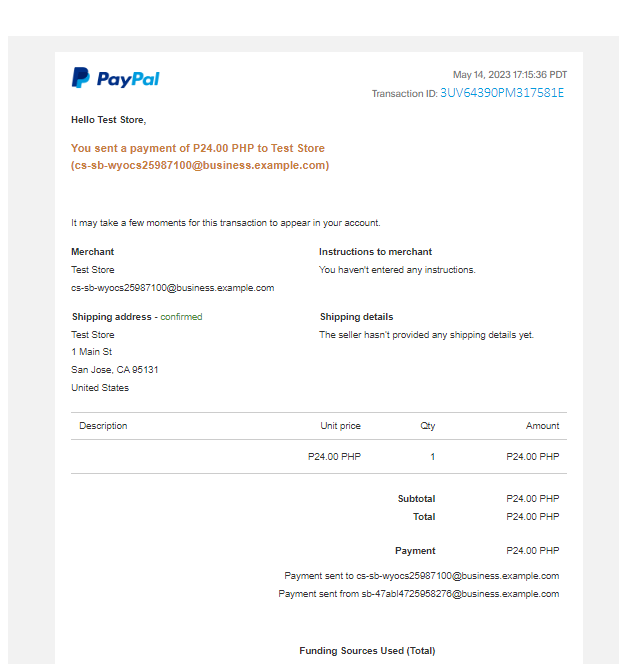 PayPal
May 14, 2023 17:15:36 PDT
Transaction ID: 3UV64390PM317581E
Hello Test Store,
You sent a payment of P24.00 PHP to Test Store
(cs-sb-wyocs25987100@business.example.com)
It may take a few moments for this transaction to appear in your account.
Merchant
Test Store
cs-sb-wyocs25987100@business.example.com
Instructions to merchant
You haven't entered any instructions.
Shipping address - confirmed
Test Store
1 Main St
San Jose, CA 95131
United States
Shipping details
The seller hasn't provided any shipping details yet.
Description Unit price Qty Amount
P24.00 PHP 1 P24.00 PHP
Subtotal P24.00 PHP
Total P24.00 PHP
Payment P24.00 PHP
Payment sent to cs-sb-wyocs25987100@business.example.com
Payment sent from sb-47abl4725958276@business.example.com
Funding Sources Used (Total)